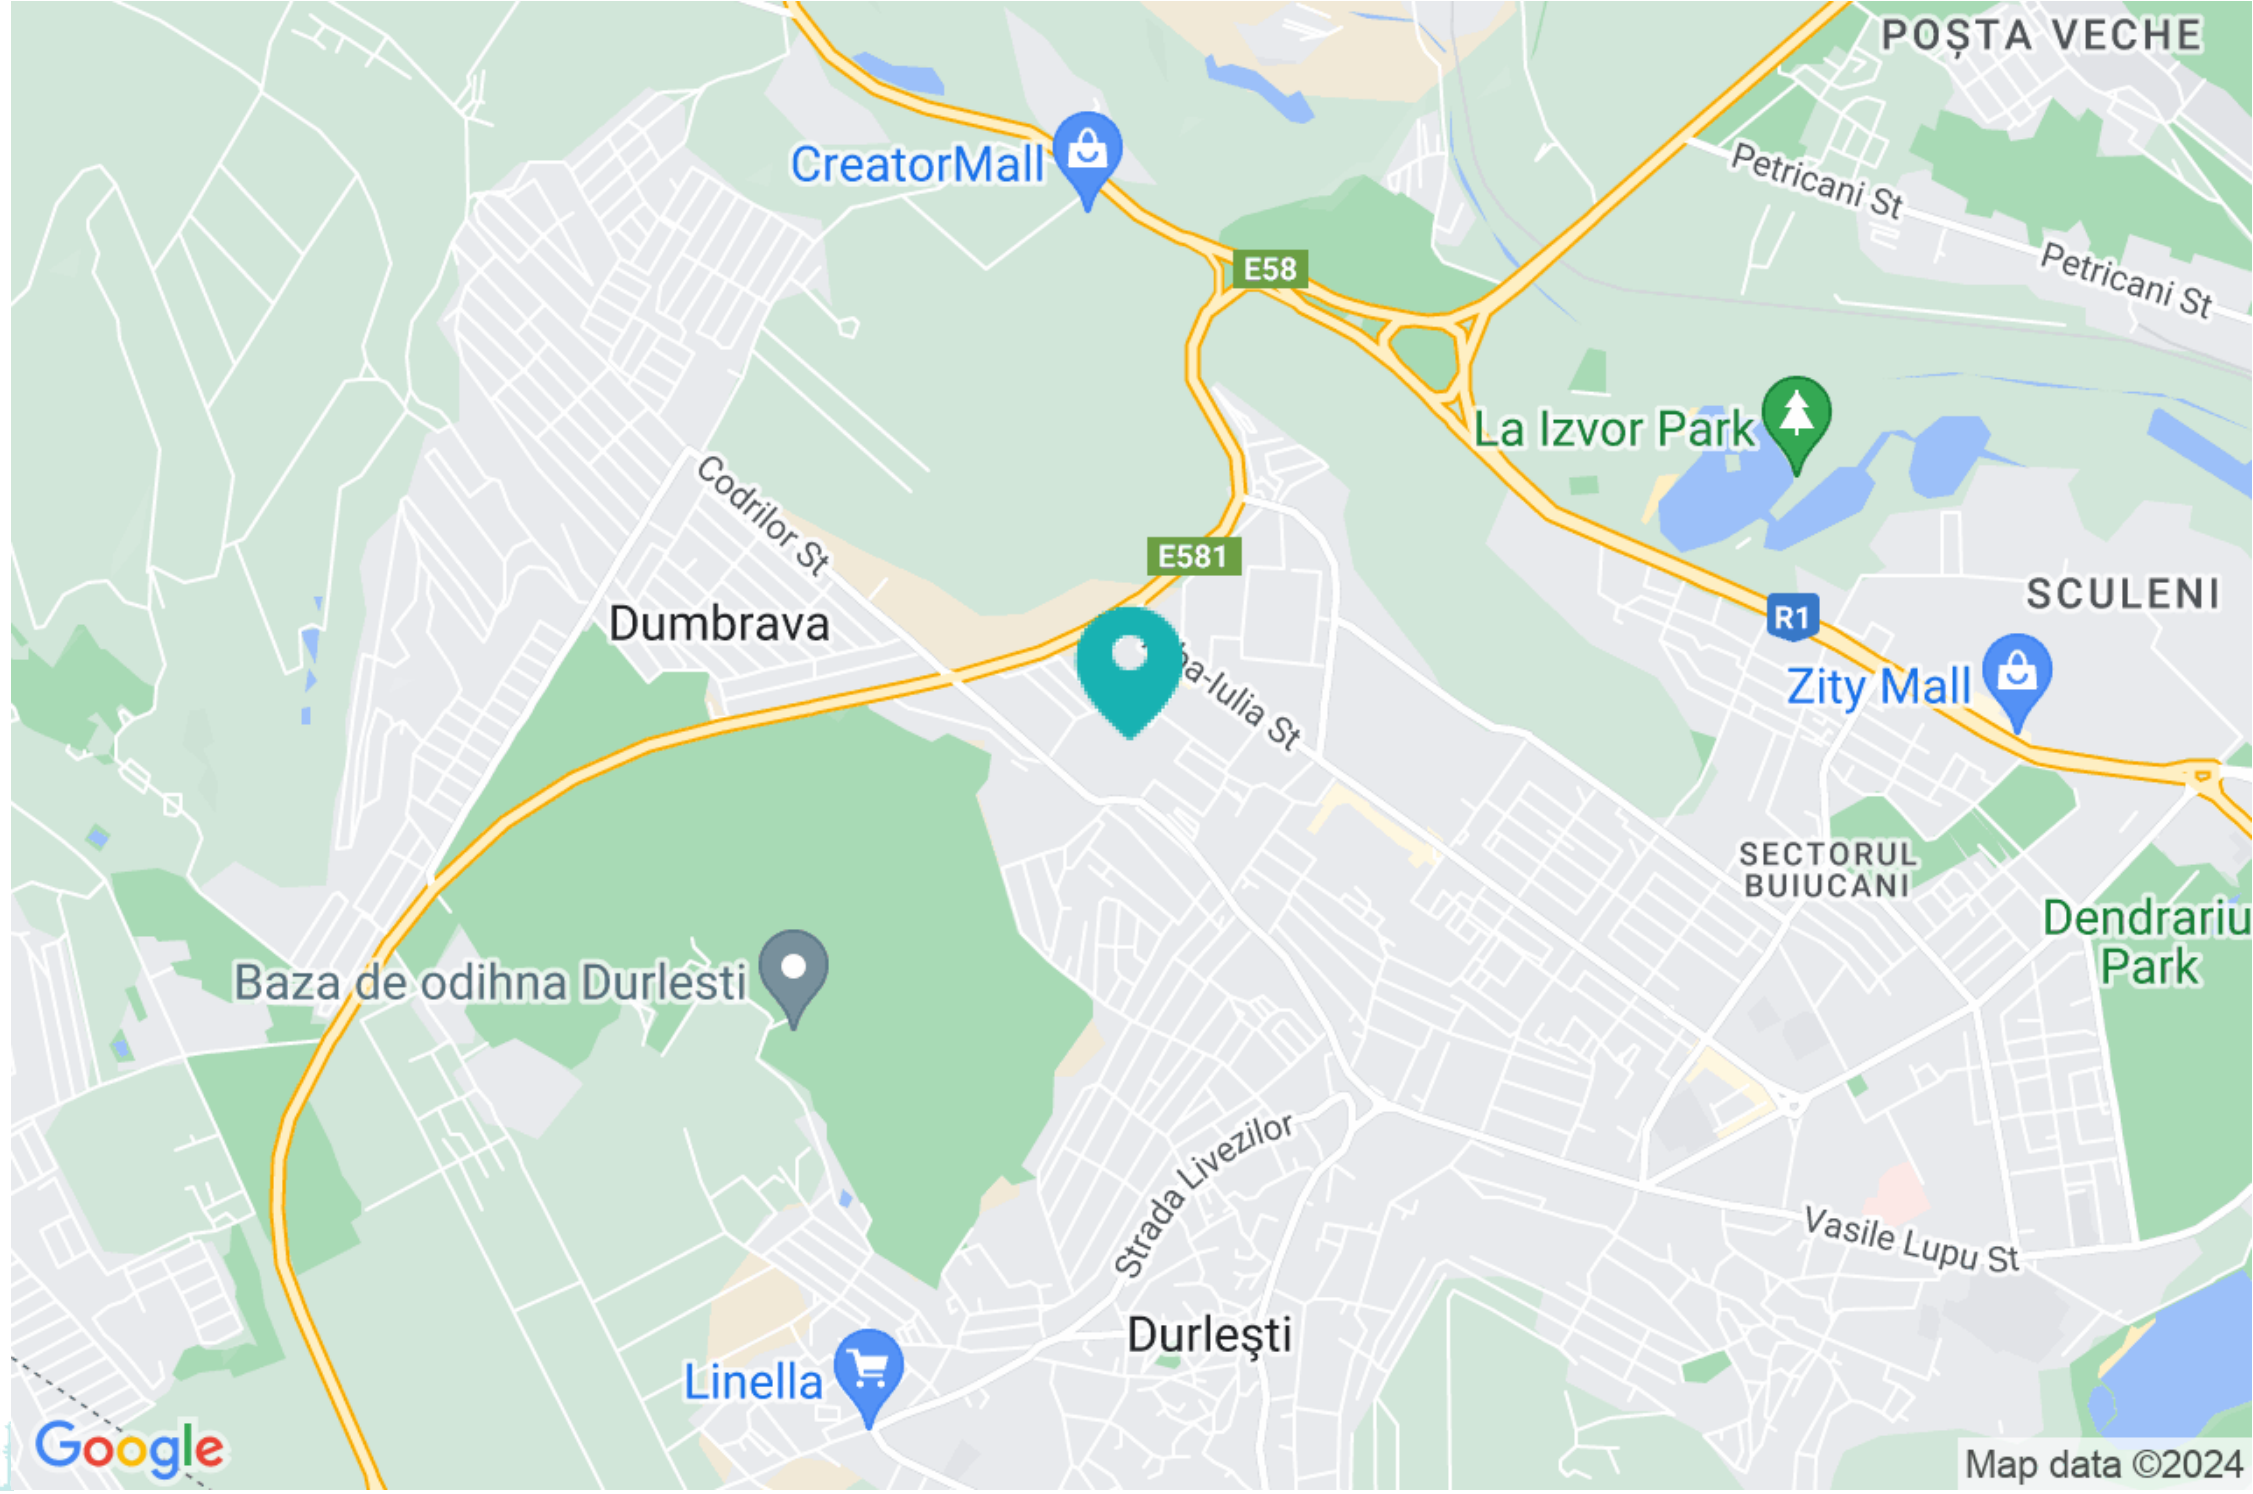 POȘTA VECHE
CreatorMall
Petricani St
E58
Petricani St
La Izvor Park
Codrilor St
E581
SCULENI
Dumbrava
R1
ba-Iulia St
Zity Mall
SECTORUL
BUIUCANI
Dendrariu
Park
Baza de odihna Durlesti
Strada Livezilor
Vasile Lupu St
Durleşti
Linella
Google
Map data ©2024